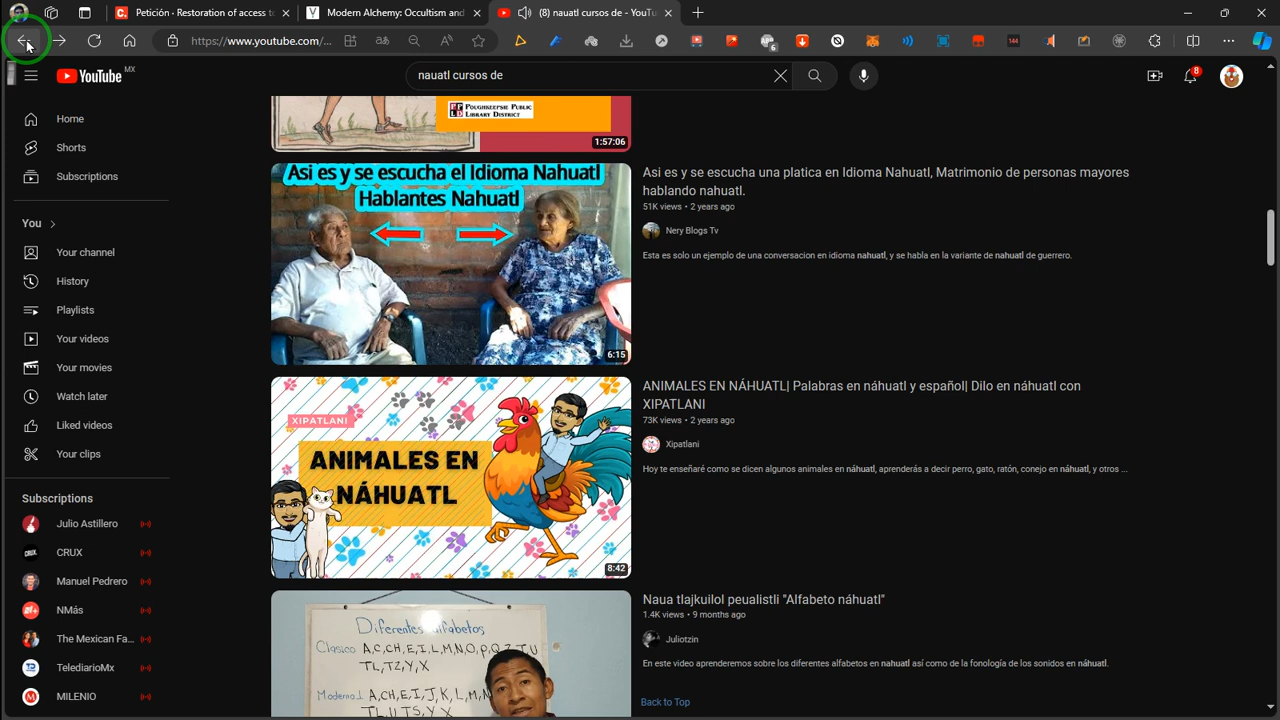 Petición · Restoration of access to
Modern Alchemy: Occultism and
(8) nauatl cursos de - YouTu
https://www.youtube.com/...
6
144
YouTube MX
nauatl cursos de
8
Home
Shorts
Subscriptions
You
Your channel
History
Playlists
Your videos
Your movies
Watch later
Liked videos
Your clips
Subscriptions
Julio Astillero
CRUX
Manuel Pedrero
NMás
The Mexican Fa...
TelediarioMx
MILENIO
POUGHKEEPSIE PUBLIC
LIBRARY DISTRICT
1:57:06
Asi es y se escucha el Idioma Nahuatl
Hablantes Nahuatl
6:15
Asi es y se escucha una platica en Idioma Nahuatl, Matrimonio de personas mayores
hablando nahuatl.
51K views • 2 years ago
Nery Blogs Tv
Esta es solo un ejemplo de una conversacion en idioma nahuatl, y se habla en la variante de nahuatl de guerrero.
XIPATLANI
ANIMALES EN
NÁHUATL
8:42
ANIMALES EN NÁHUATL| Palabras en náhuatl y español| Dilo en náhuatl con
XIPATLANI
73K views • 2 years ago
Xipatlani
Hoy te enseñaré como se dicen algunos animales en náhuatl, aprenderás a decir perro, gato, ratón, conejo en náhuatl, y otros ...
Diferentes alfabetos
Clasico A,C,CH,E,I,L,M,N,O,P,Q,Z,T,U
TL,TZ,Y,X
Moderno1 A,CH,E,I,J,K,L,M,N
TL,U,TS,Y,X
Naua tlajkuilol peualistli "Alfabeto náhuatl"
1.4K views • 9 months ago
Juliotzin
En este video aprenderemos sobre los diferentes alfabetos en nahuatl así como de la fonología de los sonidos en náhuatl.
Back to Top